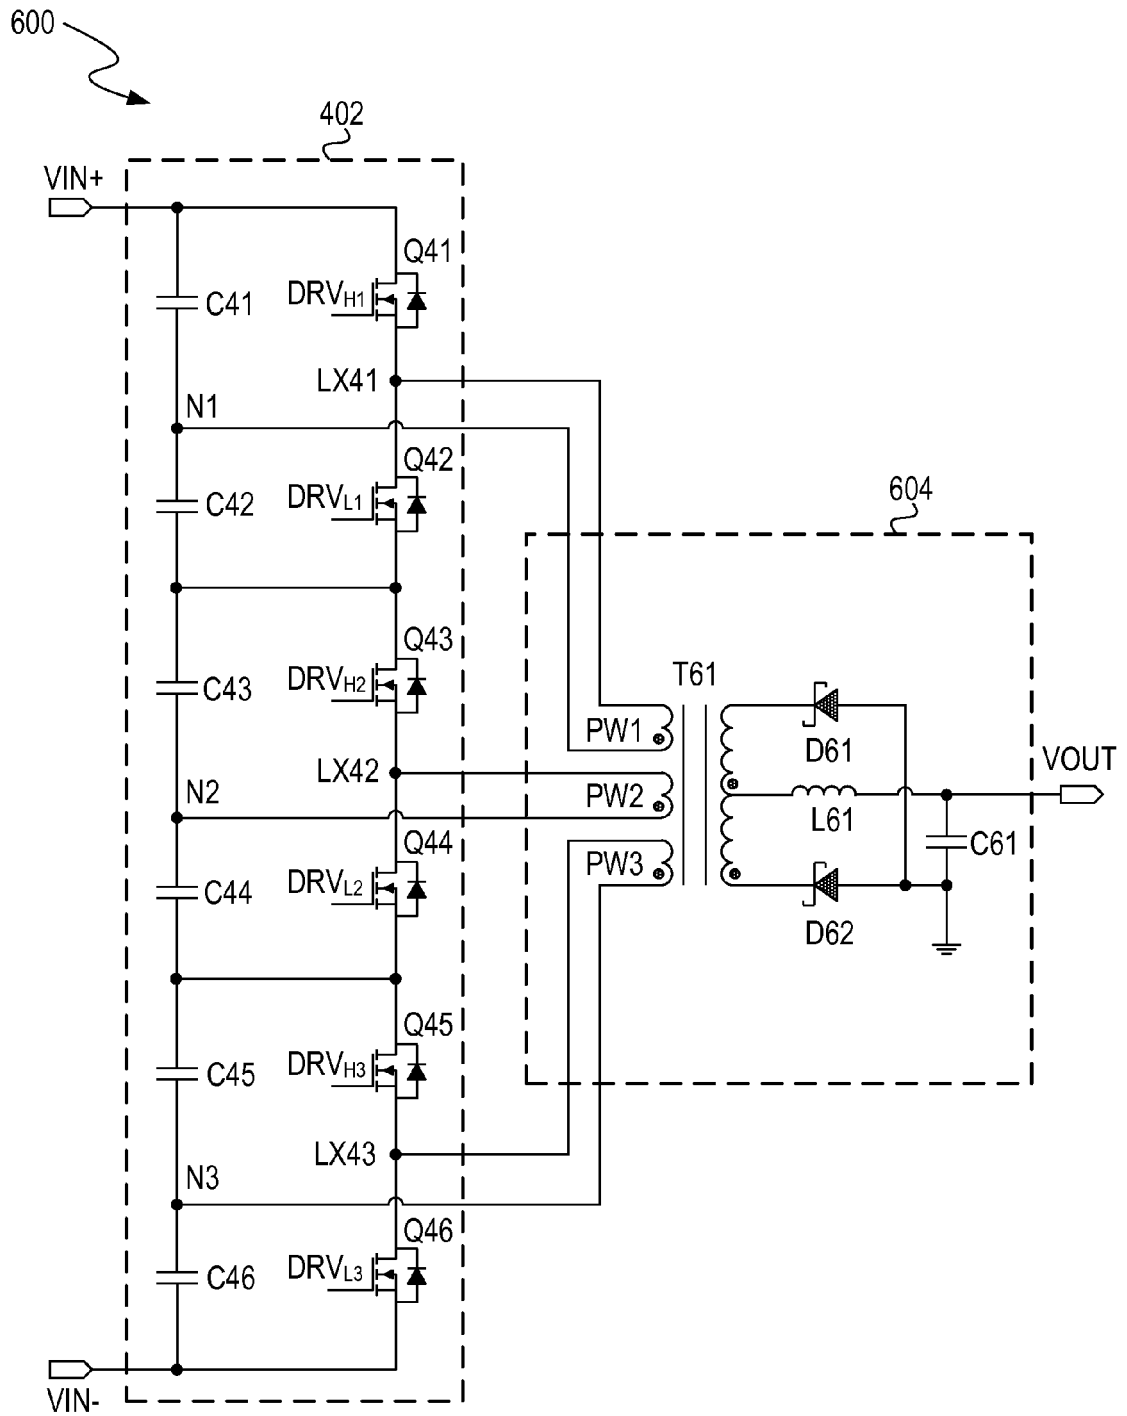 600
402
VIN+
Q41
DRVH1
C41
LX41
N1
Q42
DRVL1
C42
604
Q43
DRVH2
C43
T61
PW1
D61
LX42
VOUT
N2
PW2
L61
Q44
C61
PW3
DRVL2
C44
D62
Q45
DRVH3
C45
LX43
N3
Q46
DRVL3
C46
VIN-